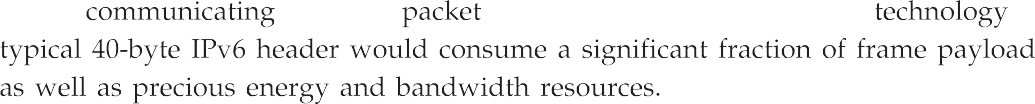 communicating packet technology
typical 40-byte IPv6 header would consume a significant fraction of frame payload
as well as precious energy and bandwidth resources.